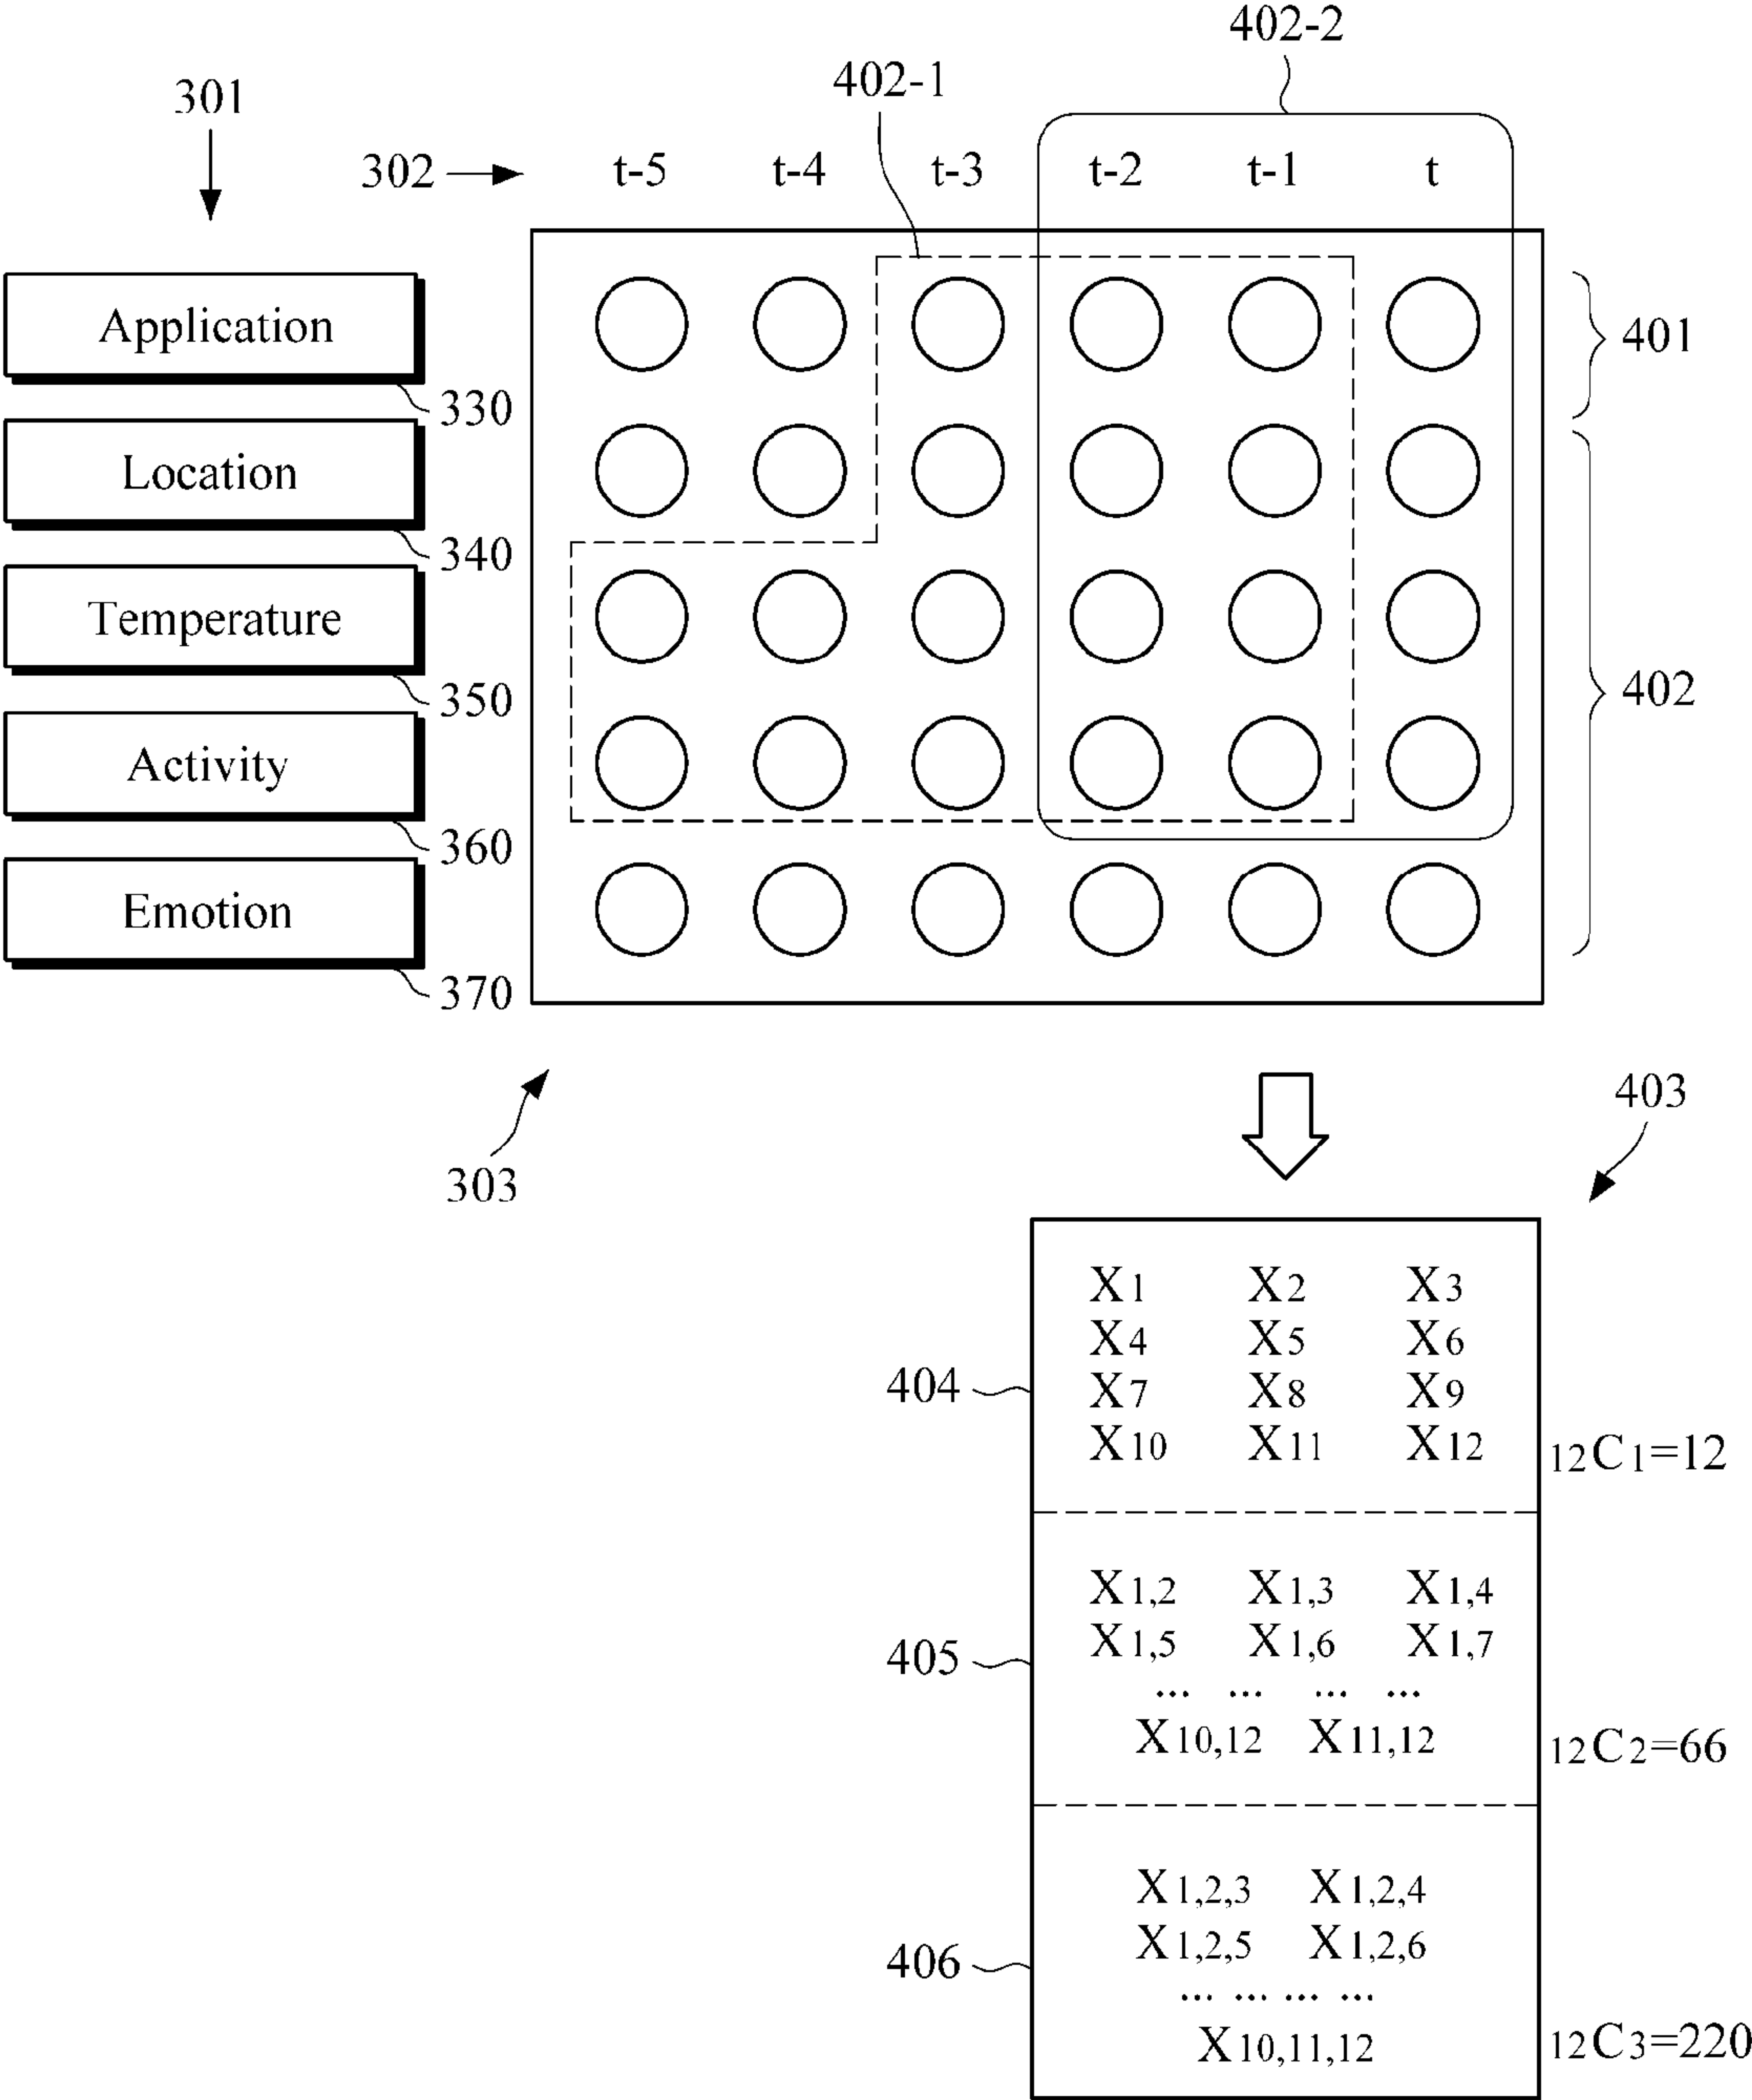 402-2
402-1
301
302
t-5 t-4 t-3 t-2 t-1 t
Application
401
330
Location
340
Temperature
350
402
Activity
360
Emotion
370
303
403
X1 X2 X3
X4 X5 X6
404
X7 X8 X9
X10 X11 X12
12C1=12
X1,2 X1,3 X1,4
X1,5 X1,6 X1,7
405
... ... ... ...
X10,12 X11,12
12C2=66
X1,2,3 X1,2,4
X1,2,5 X1,2,6
406
... ... ... ...
X10,11,12
12C3=220